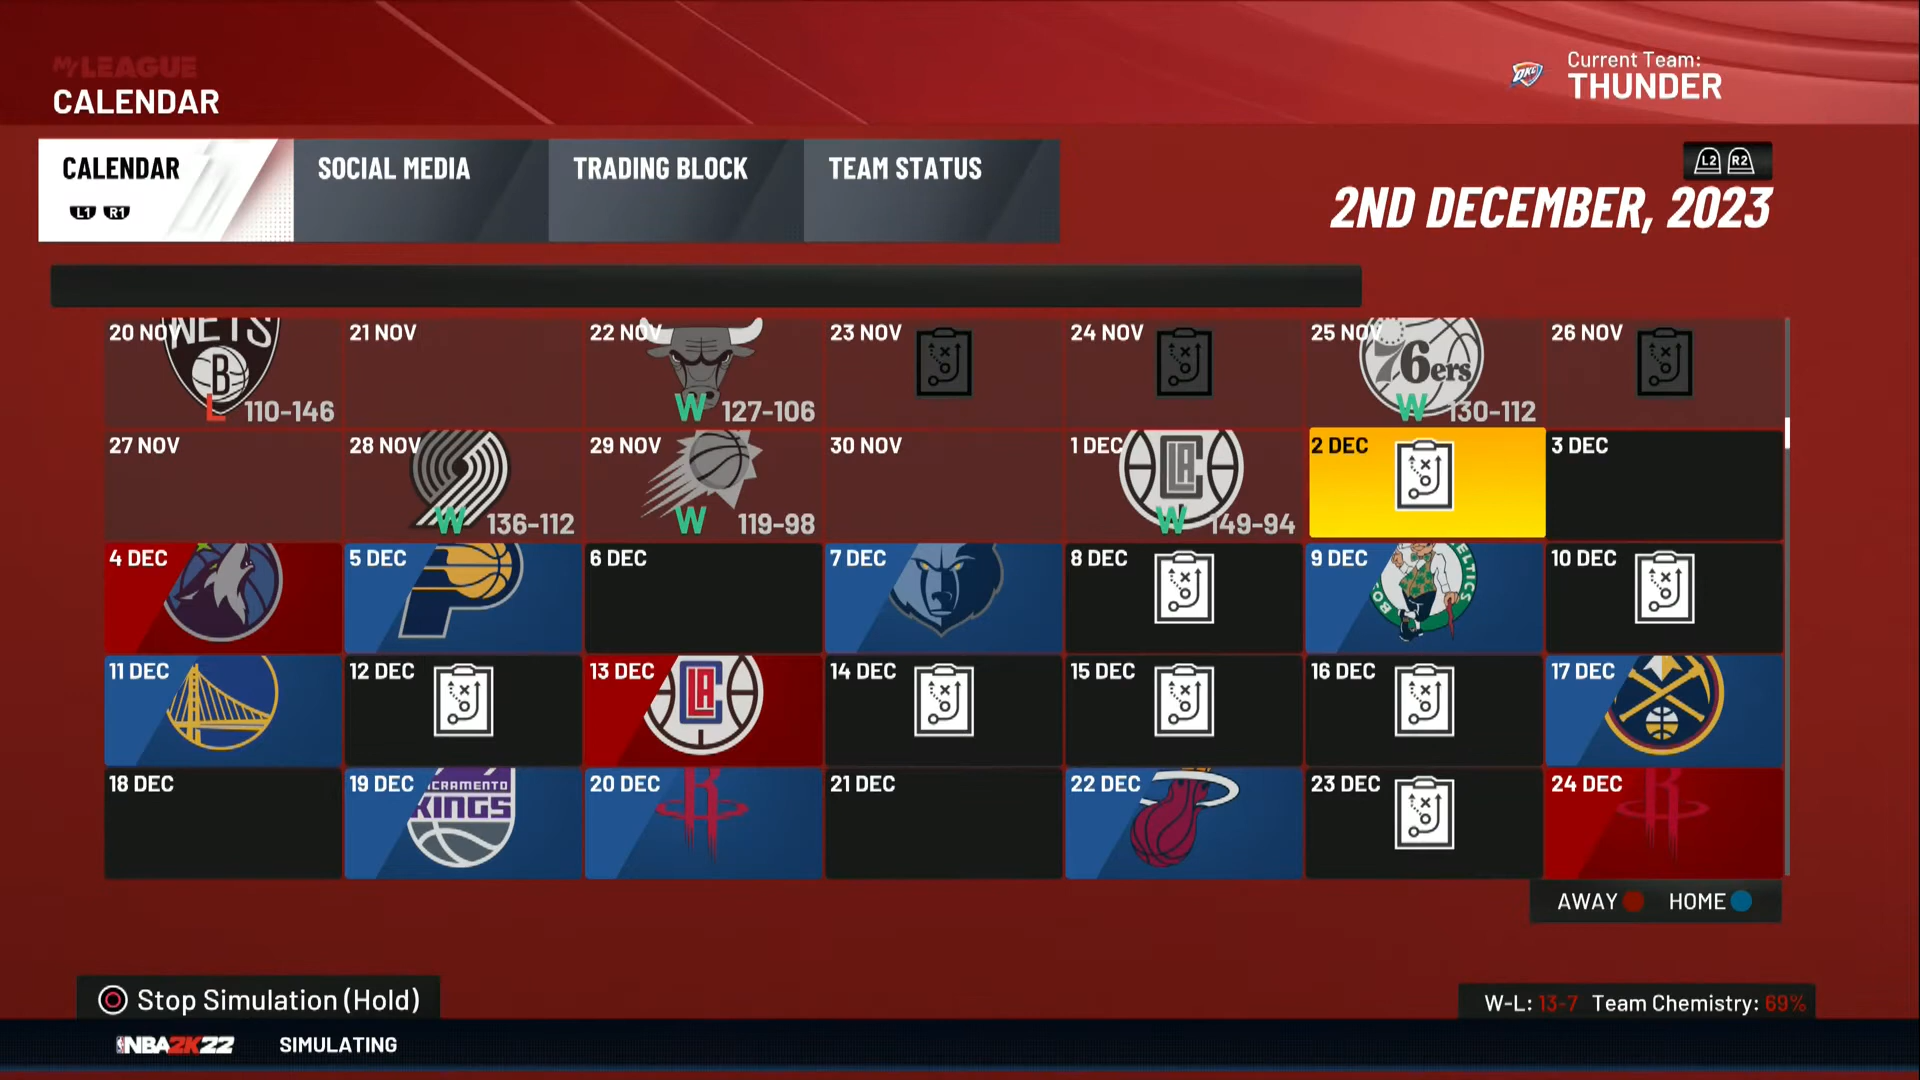 MyLEAGUE
CALENDAR
Current Team:
THUNDER
CALENDAR
L1 R1
SOCIAL MEDIA
TRADING BLOCK
TEAM STATUS
L2 R2
2ND DECEMBER, 2023
20 NOV NETS B L 110-146
21 NOV
22 NOV W 127-106
23 NOV
24 NOV
25 NOV 76ers W 130-112
26 NOV
27 NOV
28 NOV W 136-112
29 NOV W 119-98
30 NOV
1 DEC LA W 149-94
2 DEC
3 DEC
4 DEC
5 DEC
6 DEC
7 DEC
8 DEC
9 DEC
10 DEC
11 DEC
12 DEC
13 DEC LA
14 DEC
15 DEC
16 DEC
17 DEC
18 DEC
19 DEC KINGS
20 DEC R
21 DEC
22 DEC
23 DEC
24 DEC R
AWAY HOME
Stop Simulation (Hold)
W-L: 13-7 Team Chemistry: 69%
NBA2K22 SIMULATING